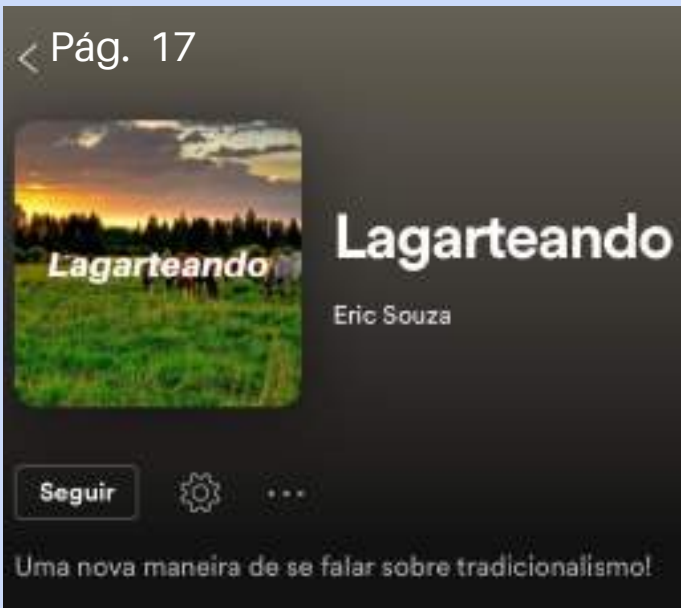 Pág. 17
Lagarteando
Lagarteando
Eric Souza
Seguir
Uma nova maneira de se falar sobre tradicionalismo!